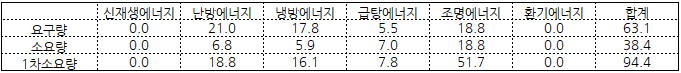 신재생에너지 난방에너지 냉방에너지 급탕에너지 조명에너지 환기에너지 합계
요구량 0.0 21.0 17.8 5.5 18.8 0.0 63.1
소요량 0.0 6.8 5.9 7.0 18.8 0.0 38.4
1차소요량 0.0 18.8 16.1 7.8 51.7 0.0 94.4